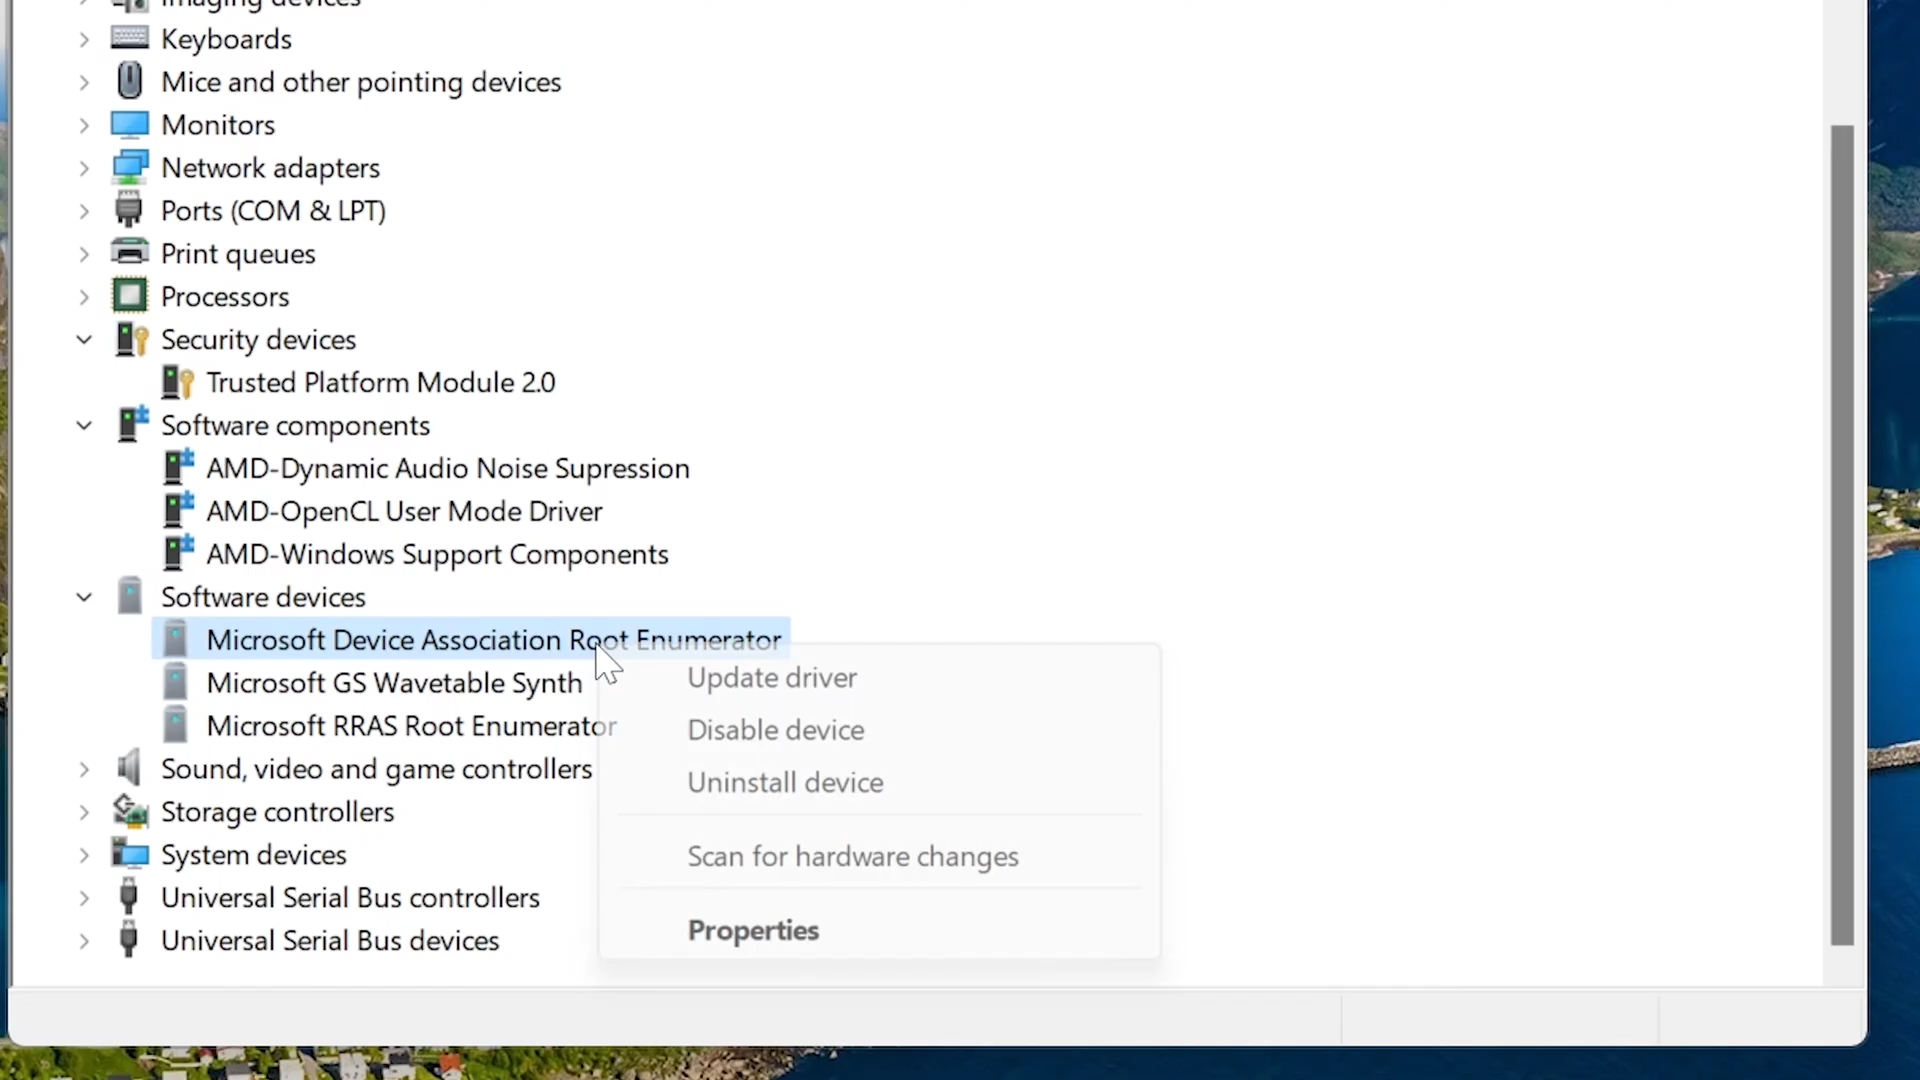 Imaging devices
Keyboards
Mice and other pointing devices
Monitors
Network adapters
Ports (COM & LPT)
Print queues
Processors
Security devices
Trusted Platform Module 2.0
Software components
AMD-Dynamic Audio Noise Supression
AMD-OpenCL User Mode Driver
AMD-Windows Support Components
Software devices
Microsoft Device Association Root Enumerator
Microsoft GS Wavetable Synth
Microsoft RRAS Root Enumerator
Sound, video and game controllers
Storage controllers
System devices
Universal Serial Bus controllers
Universal Serial Bus devices
Update driver
Disable device
Uninstall device
Scan for hardware changes
Properties